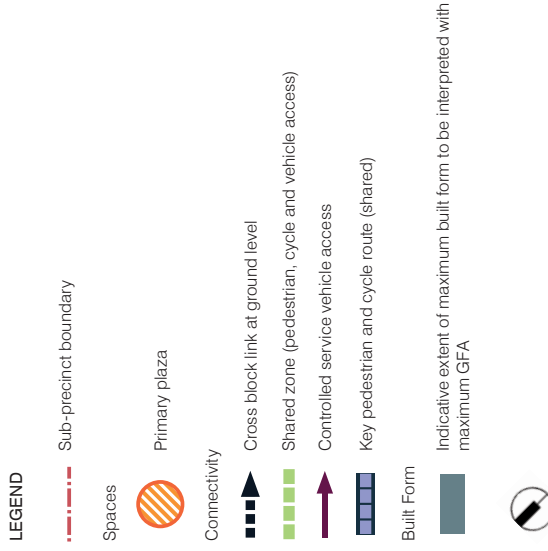 LEGEND
Sub-precinct boundary
Spaces
Primary plaza
Connectivity
Cross block link at ground level
Shared zone (pedestrian, cycle and vehicle access)
Controlled service vehicle access
Key pedestrian and cycle route (shared)
Built Form
Indicative extent of maximum built form to be interpreted with
maximum GFA